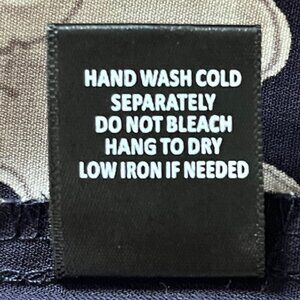 HAND WASH COLD
SEPARATELY
DO NOT BLEACH
HANG TO DRY
LOW IRON IF NEEDED